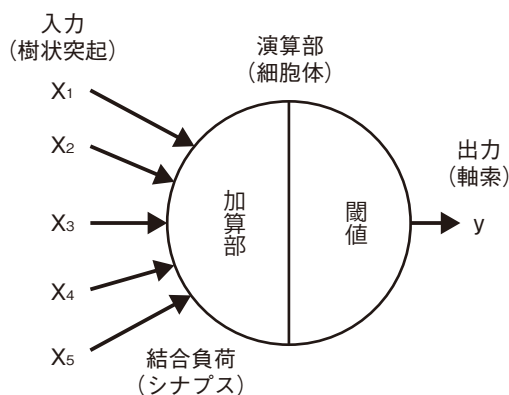 入力
（樹状突起）
X1
X2
X3
X4
X5
演算部
（細胞体）
加算部
閾値
結合負荷
（シナプス）
出力
（軸索）
y